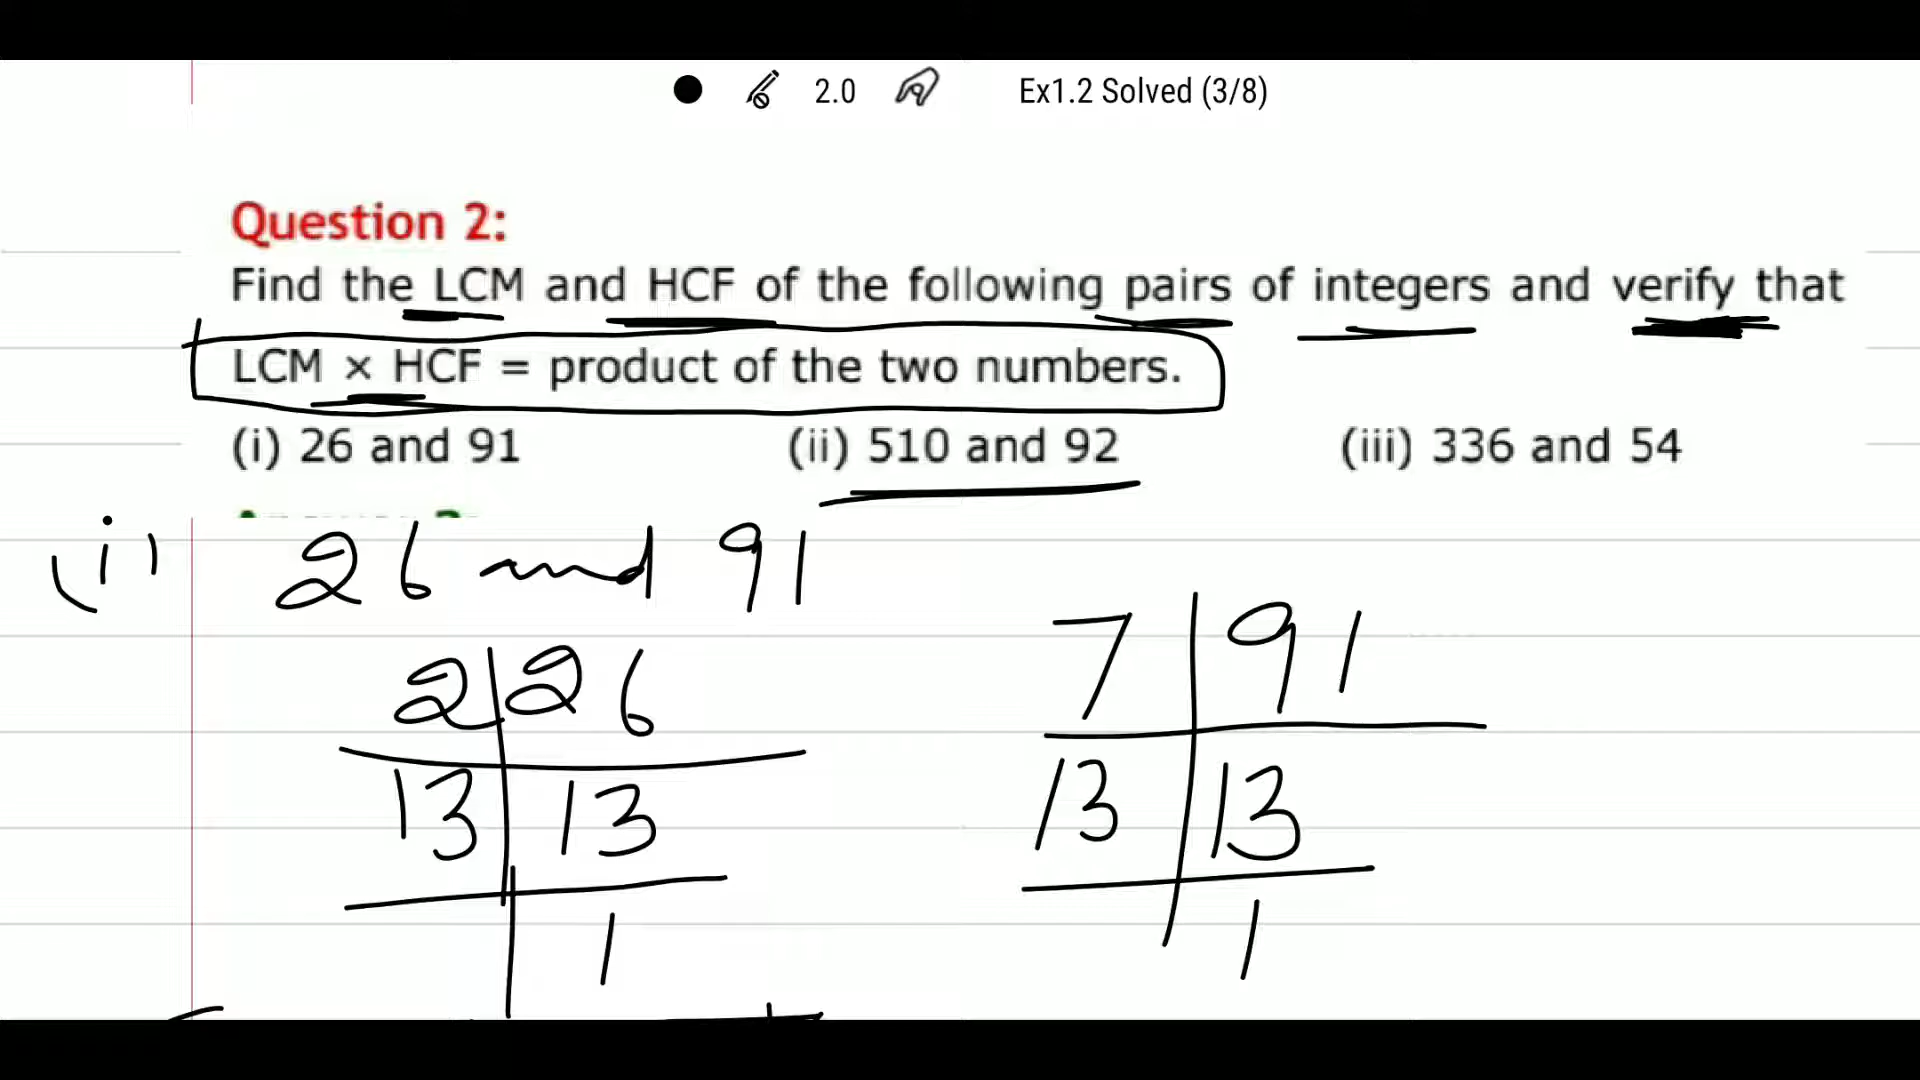 2.0 Ex1.2 Solved (3/8)
Question 2:
Find the LCM and HCF of the following pairs of integers and verify that
LCM × HCF = product of the two numbers.
(i) 26 and 91 (ii) 510 and 92 (iii) 336 and 54
(i) 26 and 91
2 26
13 13
1
7 91
13 13
1